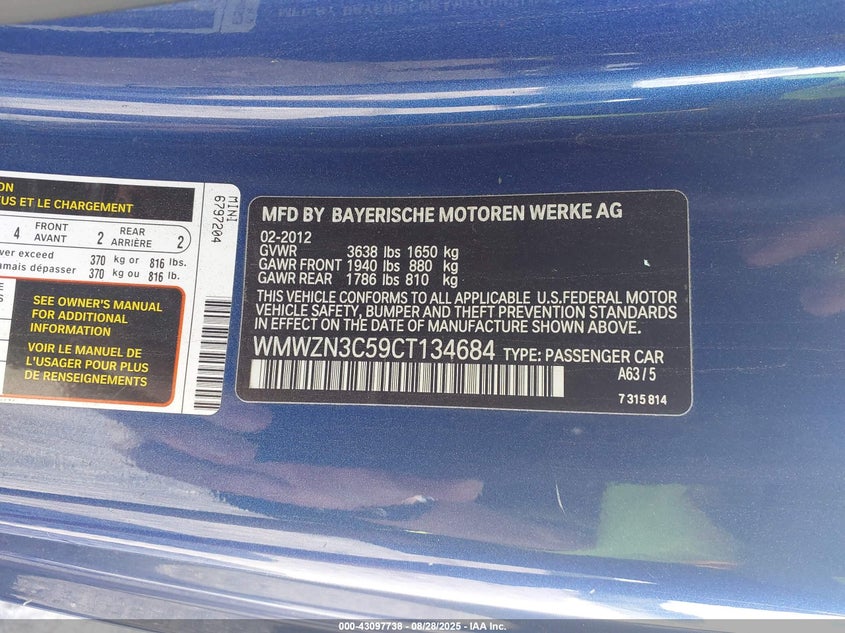 ON
TUS ET LE CHARGEMENT
4 FRONT AVANT 2 REAR ARRIÈRE 2
ver exceed 370 kg or 816 lbs.
amais dépasser 370 kg ou 816 lb.
SEE OWNER'S MANUAL
FOR ADDITIONAL
INFORMATION
VOIR LE MANUEL DE
L'USAGER POUR PLUS
DE RENSEIGNEMENTS
MINI
6797204
MFD BY BAYERISCHE MOTOREN WERKE AG
02-2012
GVWR 3638 lbs 1650 kg
GAWR FRONT 1940 lbs 880 kg
GAWR REAR 1786 lbs 810 kg
THIS VEHICLE CONFORMS TO ALL APPLICABLE U.S.FEDERAL MOTOR
VEHICLE SAFETY, BUMPER AND THEFT PREVENTION STANDARDS
IN EFFECT ON THE DATE OF MANUFACTURE SHOWN ABOVE.
WMWZN3C59CT134684 TYPE: PASSENGER CAR
A63/5
7 315 814
000-43097738 - 08/28/2025 - IAA Inc.